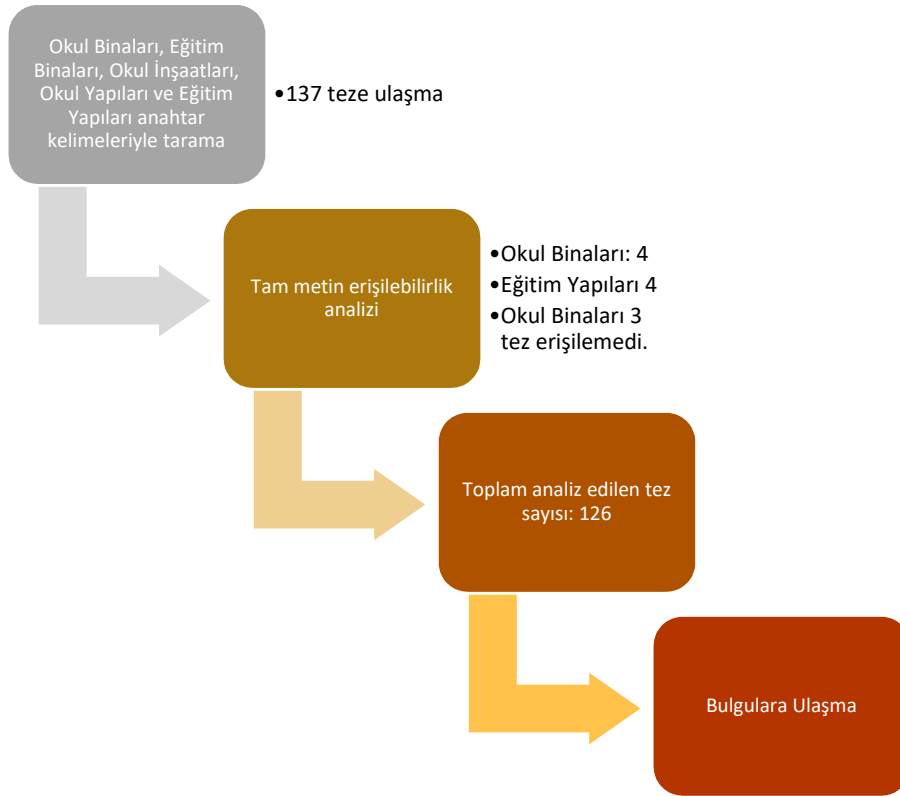 Okul Binaları, Eğitim
Binaları, Okul İnşaatları,
Okul Yapıları ve Eğitim
Yapıları anahtar
kelimeleriyle tarama
•137 teze ulaşma
Tam metin erişilebilirlik
analizi
•Okul Binaları: 4
•Eğitim Yapıları 4
•Okul Binaları 3
tez erişilemedi.
Toplam analiz edilen tez
sayısı: 126
Bulgulara Ulaşma